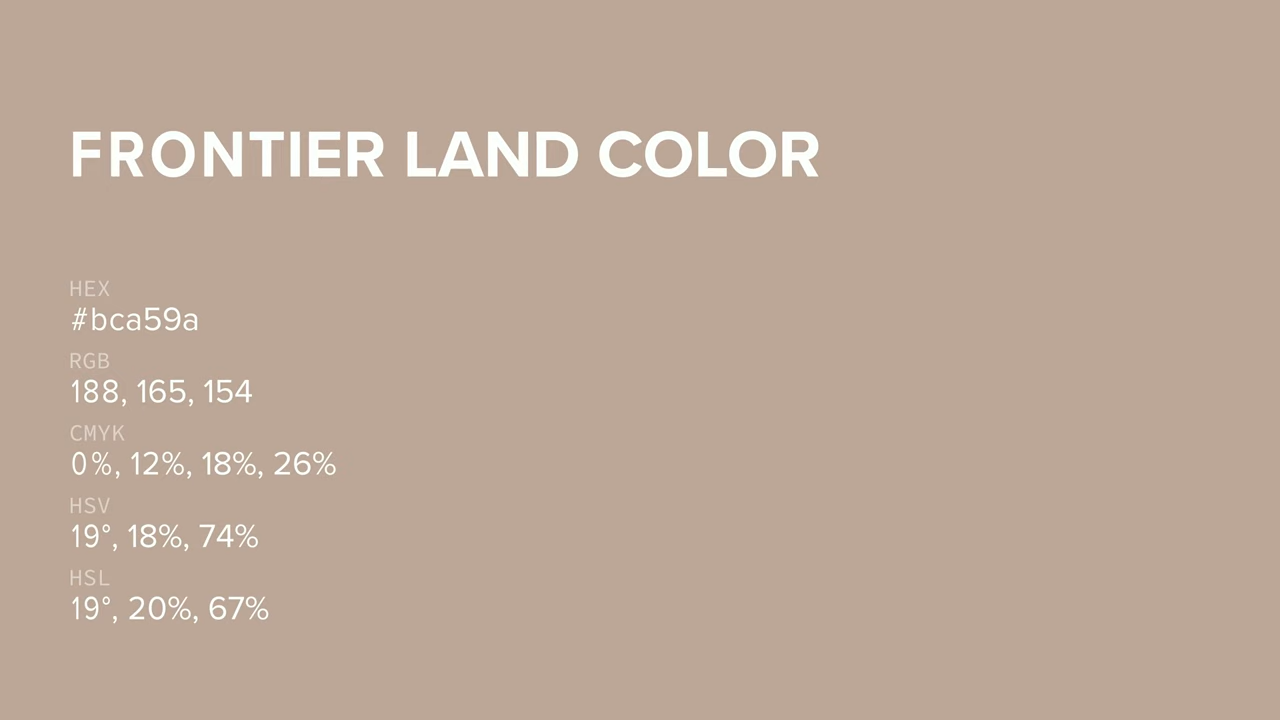 FRONTIER LAND COLOR
HEX
#bca59a
RGB
188, 165, 154
CMYK
0%, 12%, 18%, 26%
HSV
19°, 18%, 74%
HSL
19°, 20%, 67%